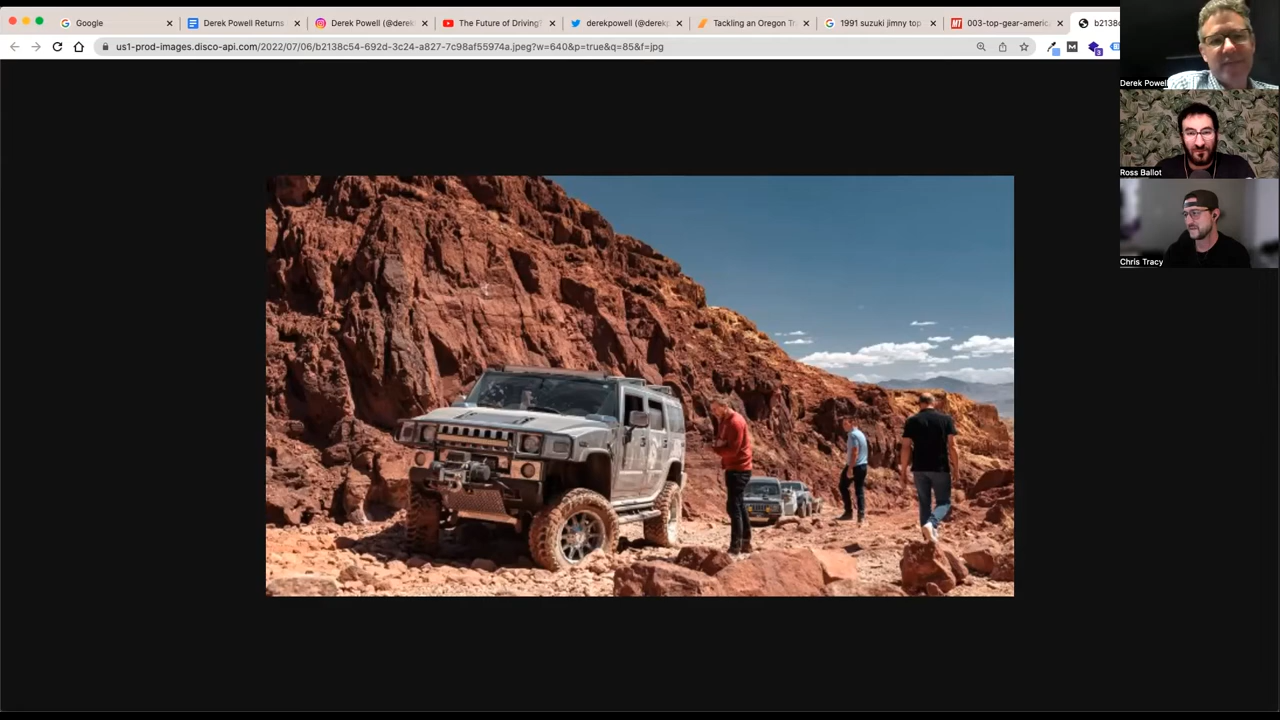 Google
Derek Powell Returns
Derek Powell (@derek
The Future of Driving?
derekpowell (@derekp
Tackling an Oregon Tr
1991 suzuki jimny top
003-top-gear-americ
b2138c
us1-prod-images.disco-api.com/2022/07/06/b2138c54-692d-3c24-a827-7c98af55974a.jpeg?w=640&p=true&q=85&f=jpg
Derek Powell
Ross Ballot
Chris Tracy